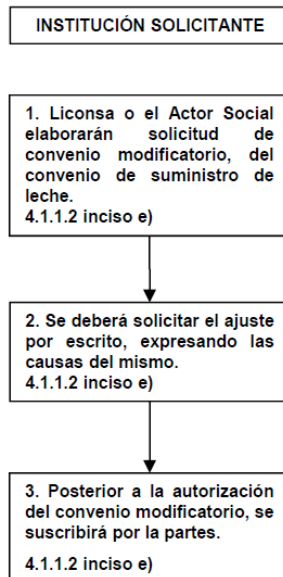 INSTITUCIÓN SOLICITANTE
1. Liconsa o el Actor Social
elaborarán solicitud de
convenio modificatorio, del
convenio de suministro de
leche.
4.1.1.2 inciso e)
2. Se deberá solicitar el ajuste
por escrito, expresando las
causas del mismo.
4.1.1.2 inciso e)
3. Posterior a la autorización
del convenio modificatorio, se
suscribirá por la partes.
4.1.1.2 inciso e)